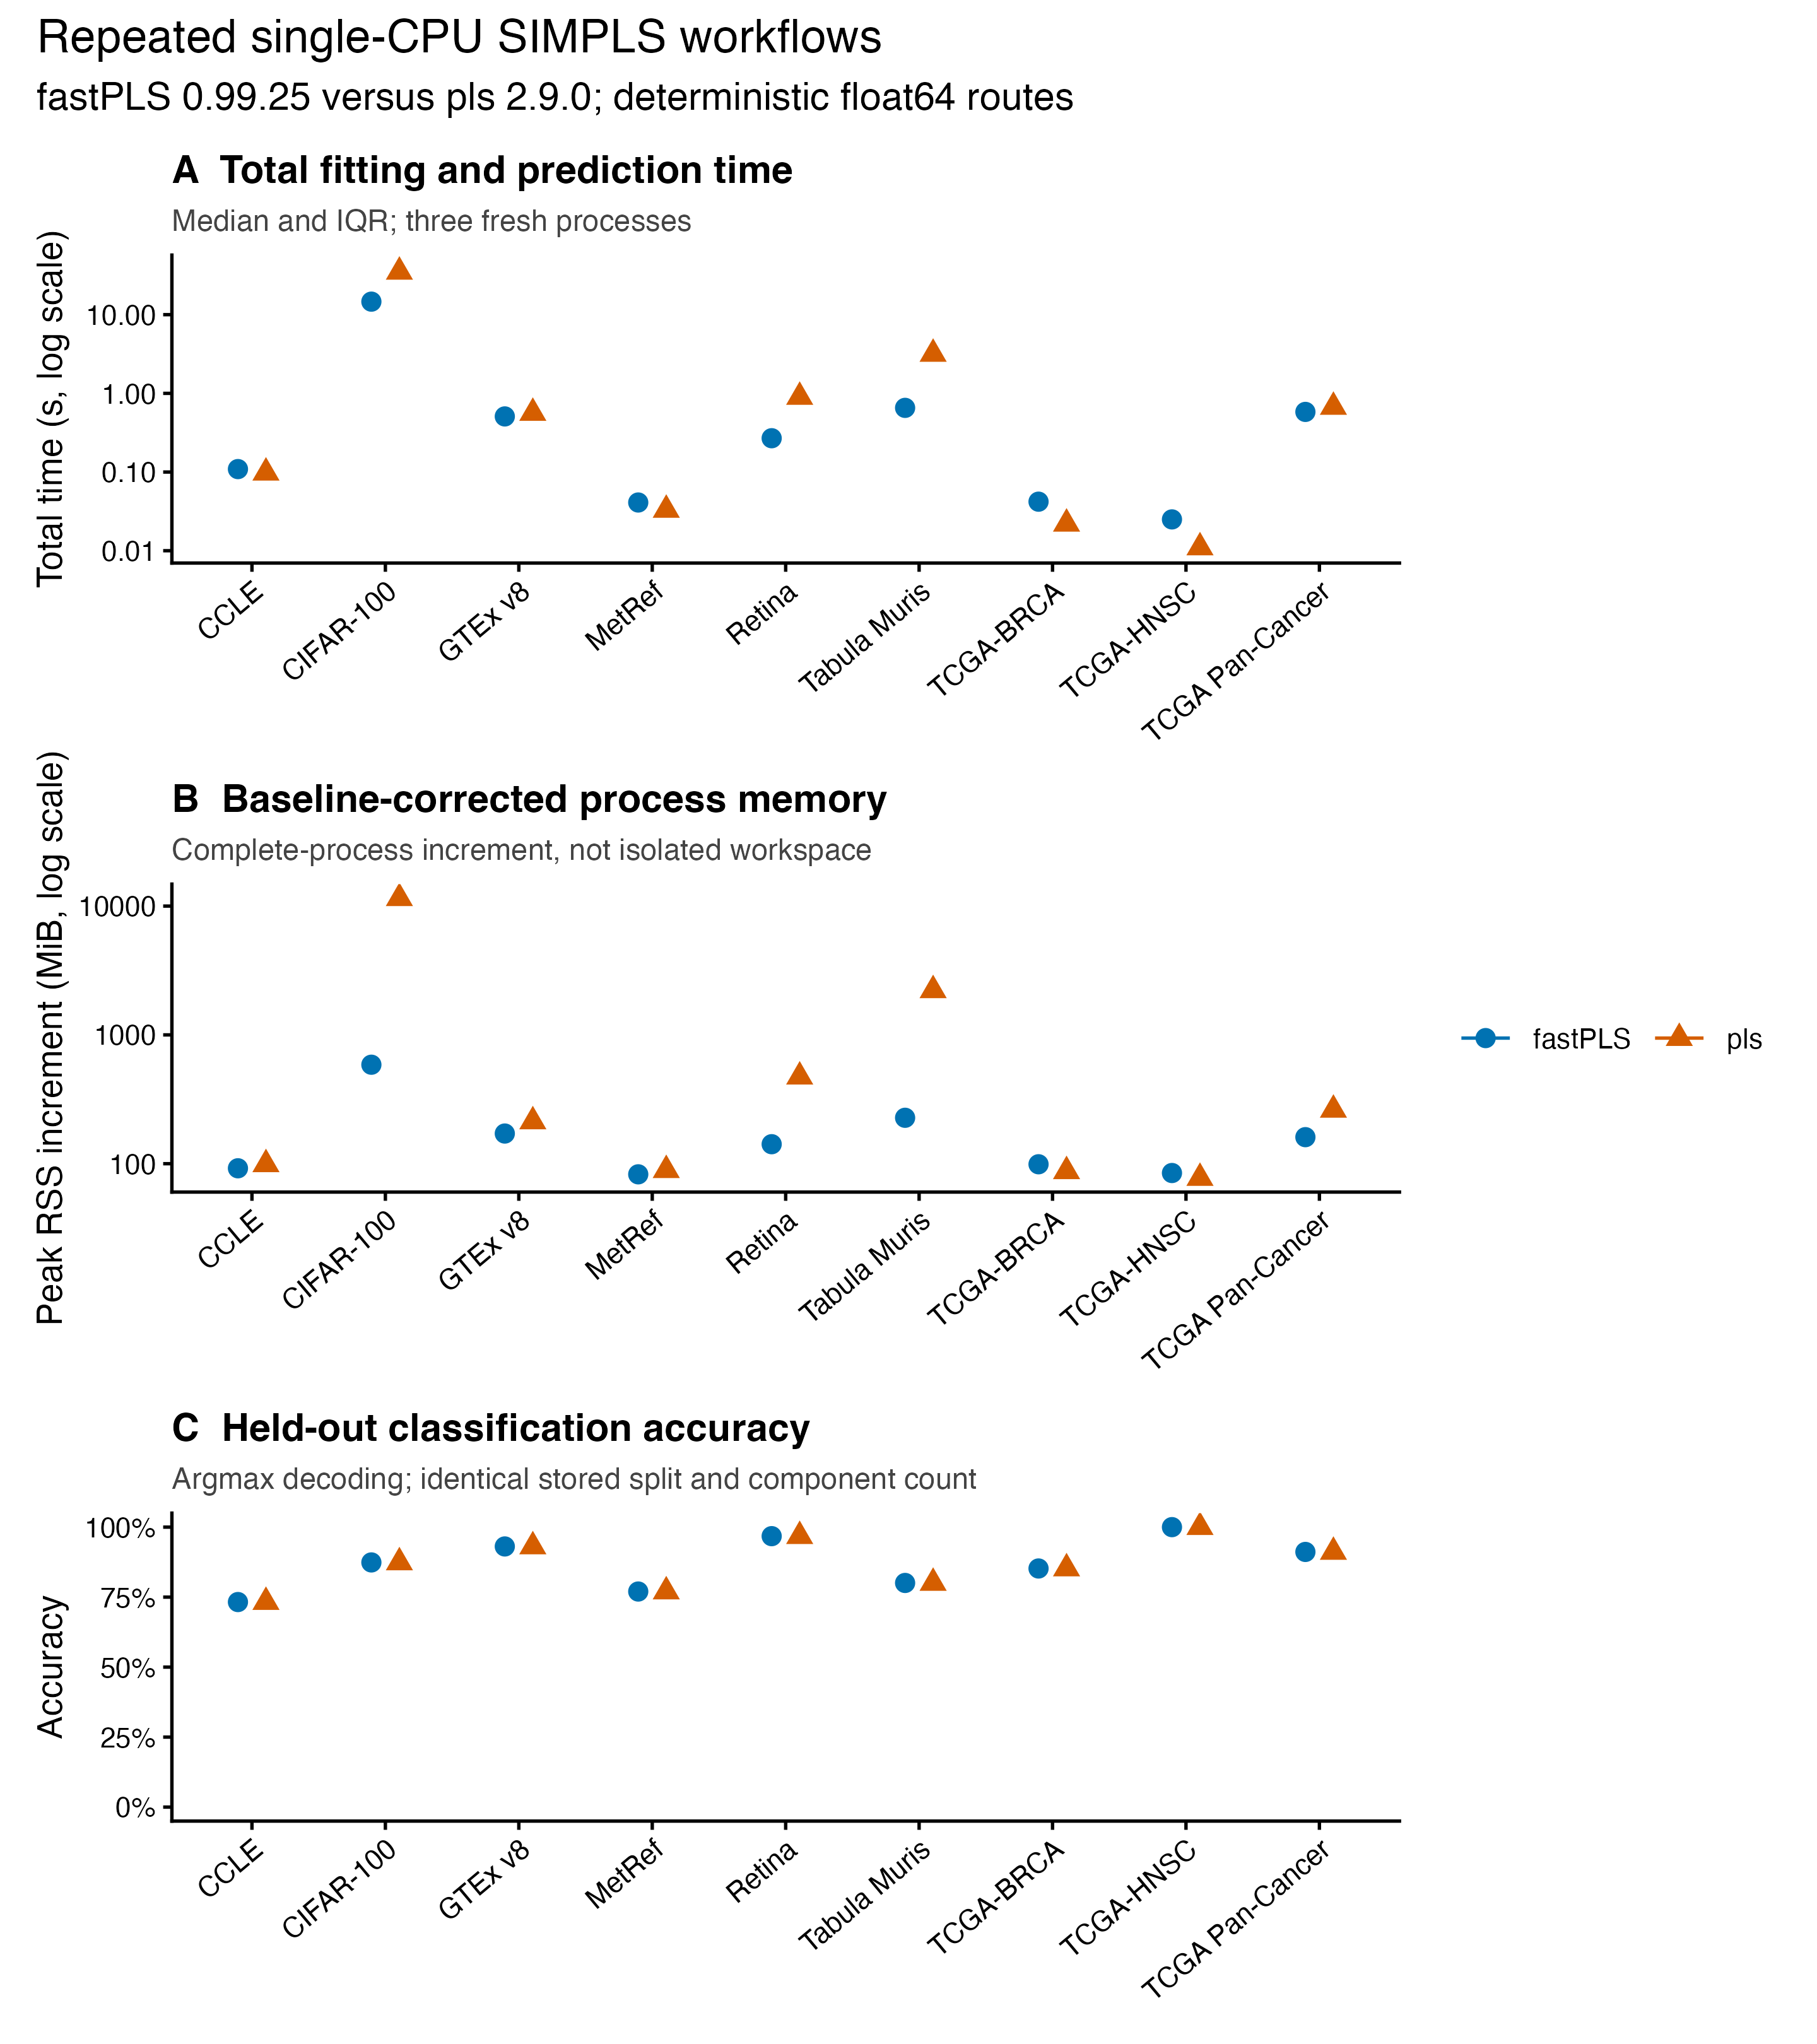 Repeated single-CPU SIMPLS workflows
fastPLS 0.99.25 versus pls 2.9.0; deterministic float64 routes
A Total fitting and prediction time
Median and IQR; three fresh processes
Total time (s, log scale)
10.00
1.00
0.10
0.01
CCLE
CIFAR-100
GTEx v8
MetRef
Retina
Tabula Muris
TCGA-BRCA
TCGA-HNSC
TCGA Pan-Cancer
B Baseline-corrected process memory
Complete-process increment, not isolated workspace
Peak RSS increment (MiB, log scale)
10000
1000
100
CCLE
CIFAR-100
GTEx v8
MetRef
Retina
Tabula Muris
TCGA-BRCA
TCGA-HNSC
TCGA Pan-Cancer
fastPLS pls
C Held-out classification accuracy
Argmax decoding; identical stored split and component count
Accuracy
100%
75%
50%
25%
0%
CCLE
CIFAR-100
GTEx v8
MetRef
Retina
Tabula Muris
TCGA-BRCA
TCGA-HNSC
TCGA Pan-Cancer